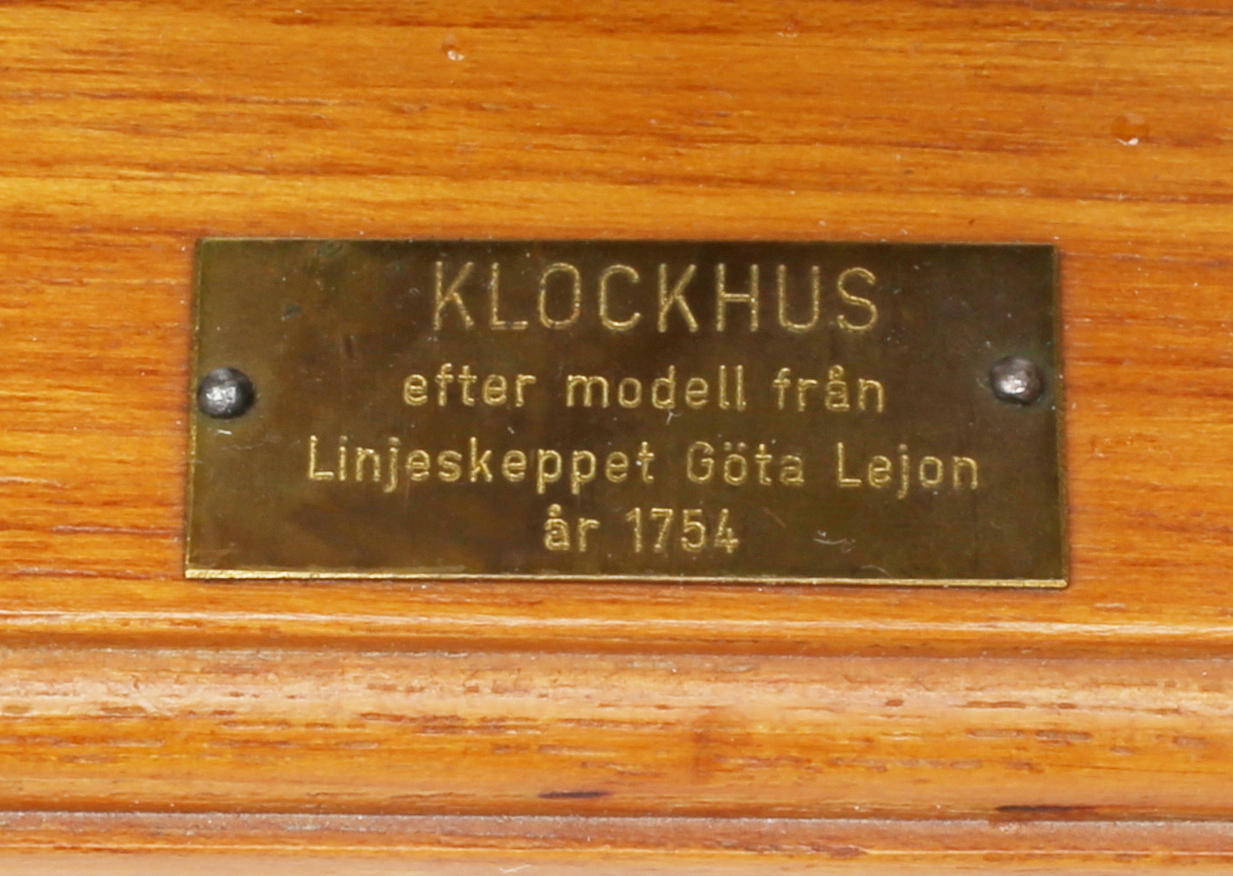 KLOCKHUS
efter modell från
Linjeskeppet Göta Lejon
år 1754